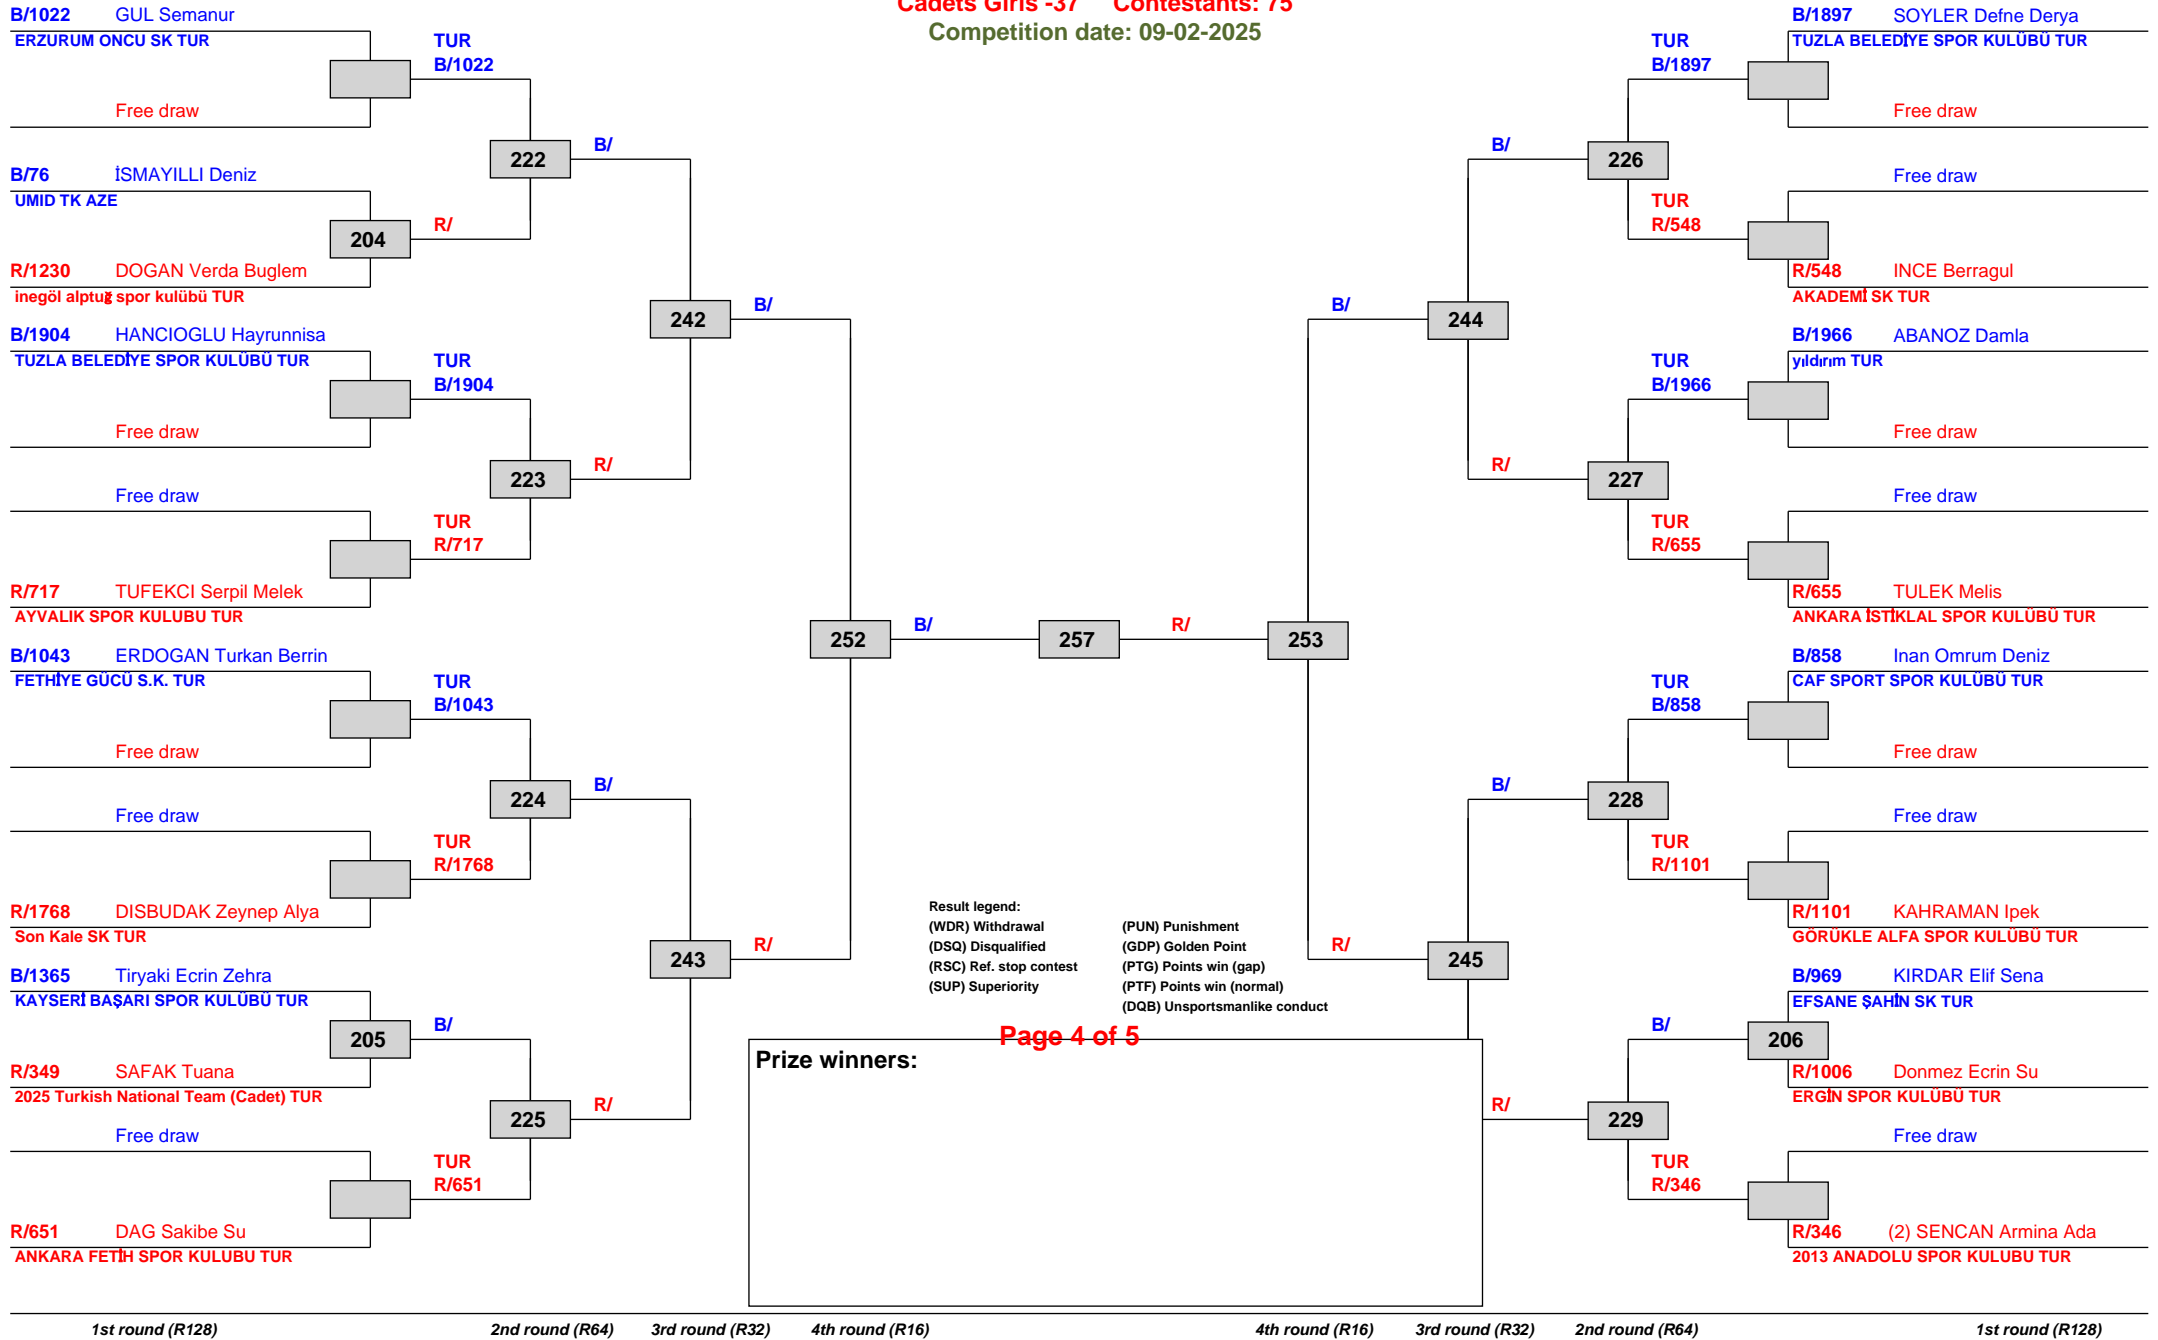 Cadets Girls -37 Contestants: 75
Competition date: 09-02-2025
B/1022 GUL Semanur
ERZURUM ONCU SK TUR
TUR
B/1022
Free draw
222
B/
B/76 İSMAYILLI Deniz
UMID TK AZE
204
R/
R/1230 DOGAN Verda Buglem
inegöl alptuğ spor kulübü TUR
242
B/
B/1904 HANCIOGLU Hayrunnisa
TUZLA BELEDİYE SPOR KULÜBÜ TUR
TUR
B/1904
Free draw
223
R/
Free draw
TUR
R/717
R/717 TUFEKCI Serpil Melek
AYVALIK SPOR KULUBU TUR
252
B/
257
R/
253
B/1043 ERDOGAN Turkan Berrin
FETHİYE GÜCÜ S.K. TUR
TUR
B/1043
Free draw
224
B/
Free draw
TUR
R/1768
R/1768 DISBUDAK Zeynep Alya
Son Kale SK TUR
243
R/
B/1365 Tiryaki Ecrin Zehra
KAYSERİ BAŞARI SPOR KULÜBÜ TUR
205
B/
R/349 SAFAK Tuana
2025 Turkish National Team (Cadet) TUR
225
R/
Free draw
TUR
R/651
R/651 DAG Sakibe Su
ANKARA FETİH SPOR KULUBU TUR
B/1897 SOYLER Defne Derya
TUZLA BELEDİYE SPOR KULÜBÜ TUR
TUR
B/1897
Free draw
B/
226
Free draw
TUR
R/548
R/548 INCE Berragul
AKADEMİ SK TUR
B/
244
B/1966 ABANOZ Damla
yıldırım TUR
TUR
B/1966
Free draw
R/
227
Free draw
TUR
R/655
R/655 TULEK Melis
ANKARA İSTİKLAL SPOR KULÜBÜ TUR
B/858 Inan Omrum Deniz
CAF SPORT SPOR KULÜBÜ TUR
TUR
B/858
Free draw
B/
228
Free draw
TUR
R/1101
R/1101 KAHRAMAN Ipek
GÖRÜKLE ALFA SPOR KULÜBÜ TUR
R/
245
B/969 KIRDAR Elif Sena
EFSANE ŞAHİN SK TUR
B/
206
R/1006 Donmez Ecrin Su
ERGİN SPOR KULÜBÜ TUR
R/
229
Free draw
TUR
R/346
R/346 (2) SENCAN Armina Ada
2013 ANADOLU SPOR KULUBU TUR
Result legend:
(WDR) Withdrawal (PUN) Punishment
(DSQ) Disqualified (GDP) Golden Point
(RSC) Ref. stop contest (PTG) Points win (gap)
(SUP) Superiority (PTF) Points win (normal)
(DQB) Unsportsmanlike conduct
Page 4 of 5
Prize winners:
1st round (R128) 2nd round (R64) 3rd round (R32) 4th round (R16) 4th round (R16) 3rd round (R32) 2nd round (R64) 1st round (R128)